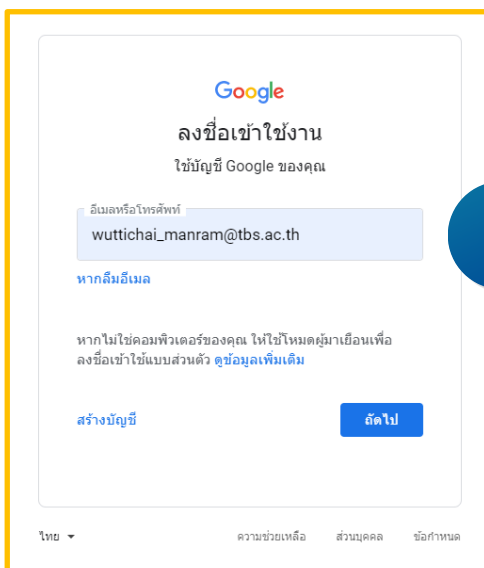 Google
ลงชื่อเข้าใช้งาน
ใช้บัญชี Google ของคุณ
อีเมลหรือโทรศัพท์
wuttichai_manram@tbs.ac.th
หากลืมอีเมล
หากไม่ใช่คอมพิวเตอร์ของคุณ ให้ใช้โหมดผู้มาเยือนเพื่อ
ลงชื่อเข้าใช้แบบส่วนตัว ดูข้อมูลเพิ่มเติม
สร้างบัญชี ถัดไป
ไทย ความช่วยเหลือ ส่วนบุคคล ข้อกำหนด